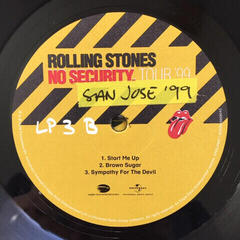 ROLLING STONES
NO SECURITY. TOUR '99
SAN JOSE '99
LP 3 B
1. Start Me Up
2. Brown Sugar
3. Sympathy For The Devil
UNIVERSAL